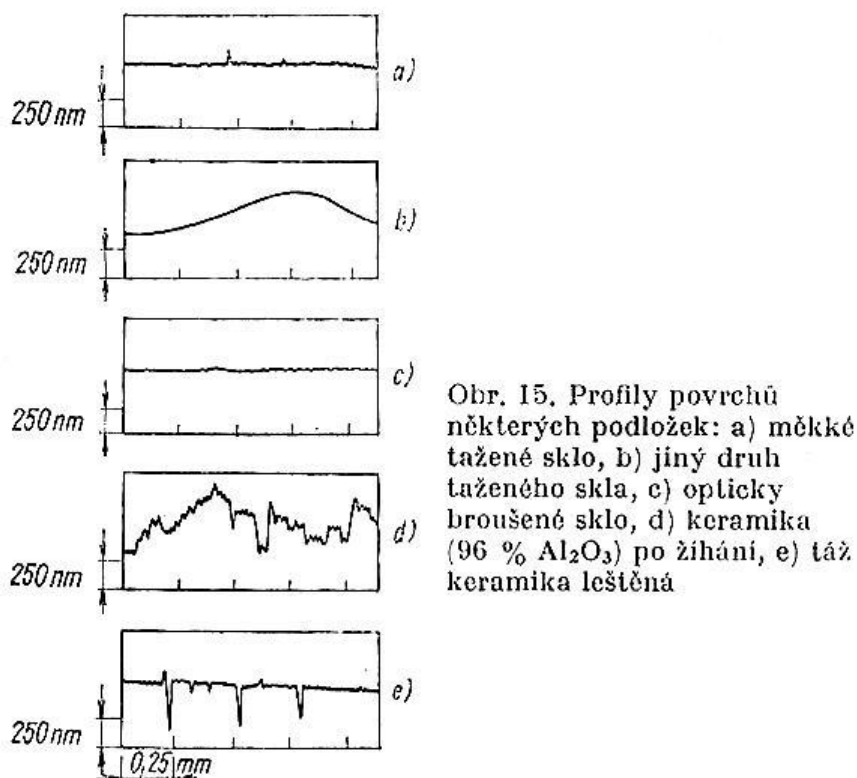 a)
250 nm
b)
250 nm
c)
250 nm
d)
250 nm
e)
250 nm
0,25 mm
Obr. 15. Profily povrchů
některých podložek: a) měkké
tažené sklo, b) jiný druh
taženého skla, c) opticky
broušené sklo, d) keramika
(96 % Al₂O₃) po žíhání, e) táž
keramika leštěná